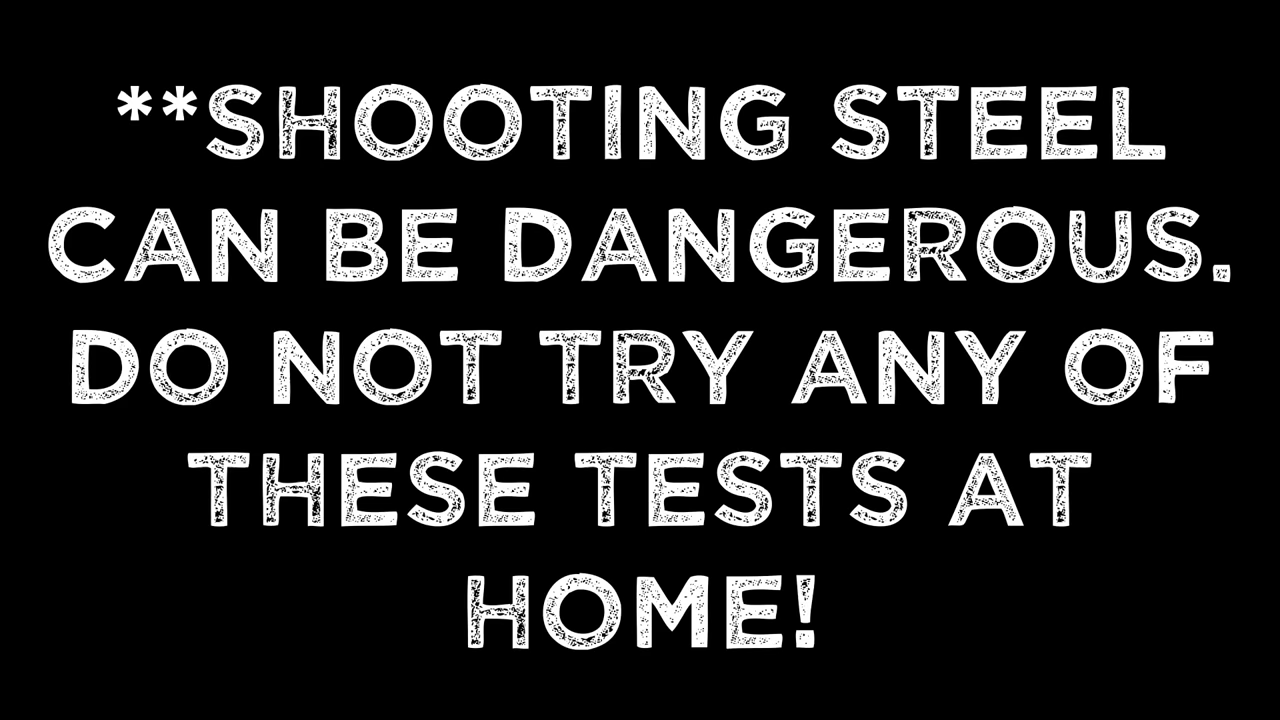 **SHOOTING STEEL
CAN BE DANGEROUS.
DO NOT TRY ANY OF
THESE TESTS AT
HOME!